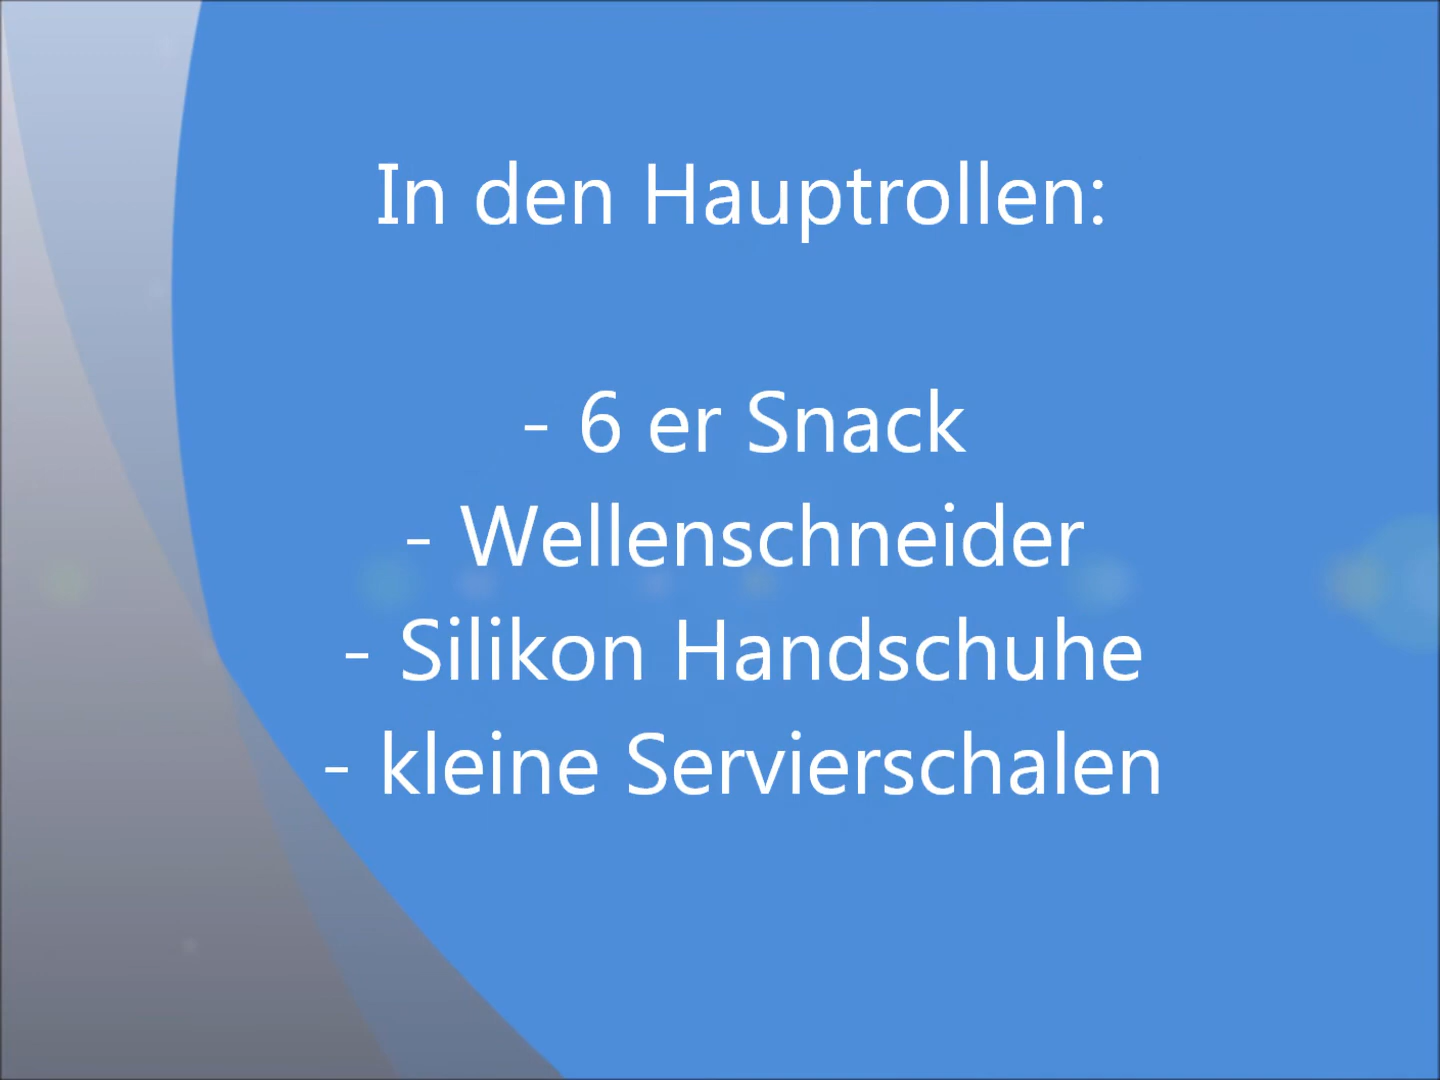 In den Hauptrollen:
- 6 er Snack
- Wellenschneider
- Silikon Handschuhe
- kleine Servierschalen